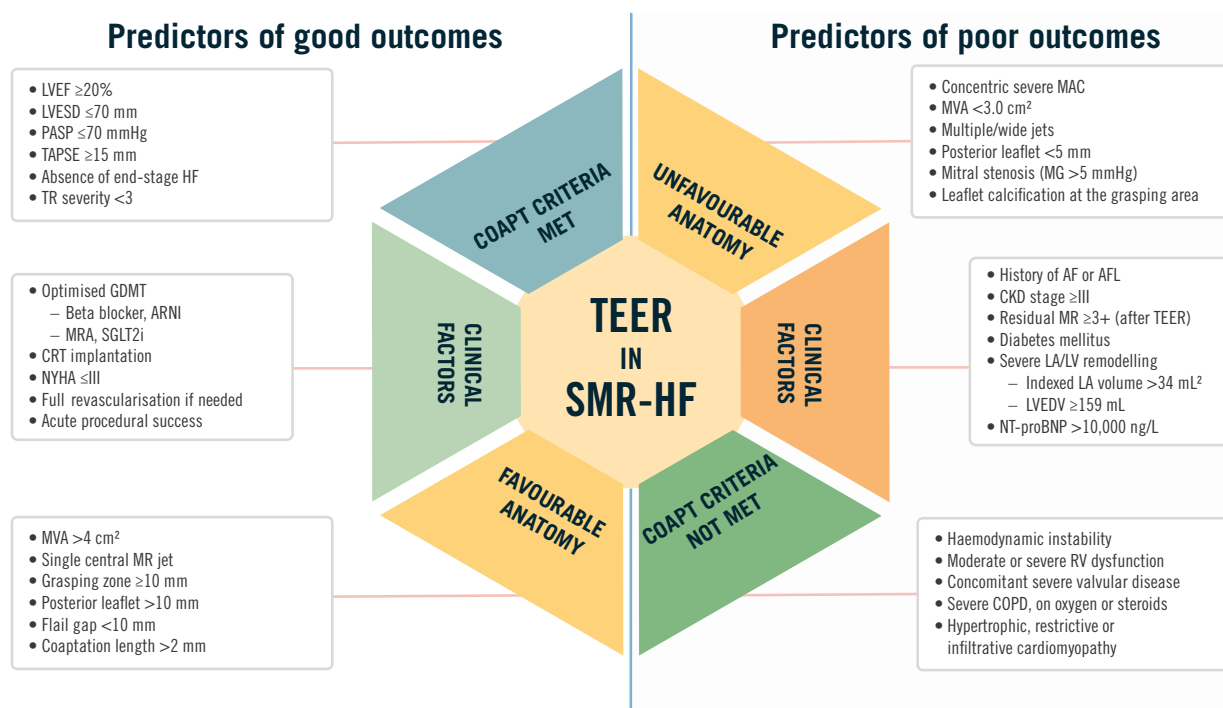 Predictors of good outcomes
• LVEF ≥20%
• LVESD ≤70 mm
• PASP ≤70 mmHg
• TAPSE ≥15 mm
• Absence of end-stage HF
• TR severity <3
COAPT CRITERIA
MET
• Optimised GDMT
– Beta blocker, ARNI
– MRA, SGLT2i
• CRT implantation
• NYHA ≤III
• Full revascularisation if needed
• Acute procedural success
CLINICAL
FACTORS
• MVA >4 cm²
• Single central MR jet
• Grasping zone ≥10 mm
• Posterior leaflet >10 mm
• Flail gap <10 mm
• Coaptation length >2 mm
FAVOURABLE
ANATOMY
TEER
IN
SMR-HF
Predictors of poor outcomes
• Concentric severe MAC
• MVA <3.0 cm²
• Multiple/wide jets
• Posterior leaflet <5 mm
• Mitral stenosis (MG >5 mmHg)
• Leaflet calcification at the grasping area
UNFAVOURABLE
ANATOMY
• History of AF or AFL
• CKD stage ≥III
• Residual MR ≥3+ (after TEER)
• Diabetes mellitus
• Severe LA/LV remodelling
– Indexed LA volume >34 mL²
– LVEDV ≥159 mL
• NT-proBNP >10,000 ng/L
CLINICAL
FACTORS
• Haemodynamic instability
• Moderate or severe RV dysfunction
• Concomitant severe valvular disease
• Severe COPD, on oxygen or steroids
• Hypertrophic, restrictive or
infiltrative cardiomyopathy
COAPT CRITERIA
NOT MET